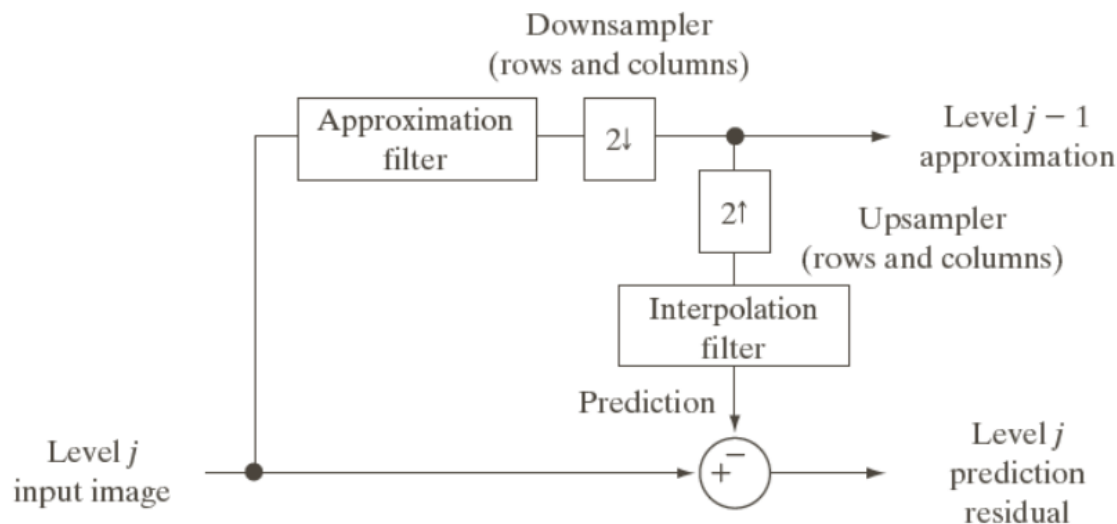 Downsampler
(rows and columns)
Approximation
filter
2↓
Level j – 1
approximation
2↑
Upsampler
(rows and columns)
Interpolation
filter
Prediction
Level j
input image
+
−
Level j
prediction
residual